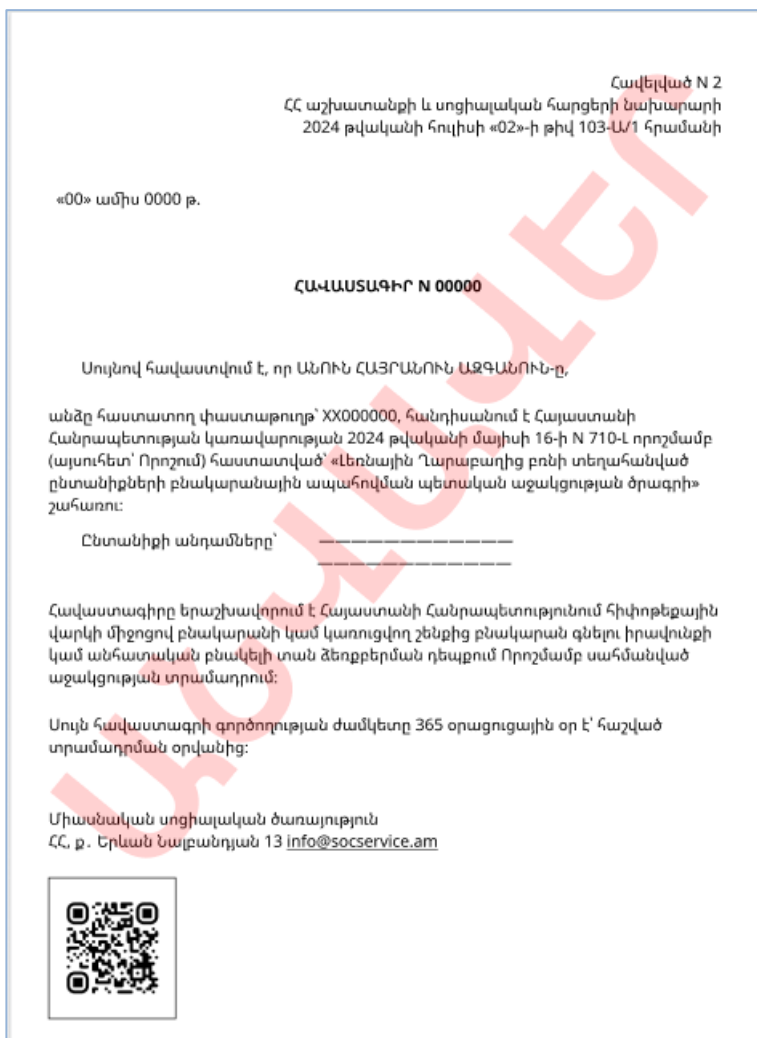 Հավելված N 2
ՀՀ աշխատանքի և սոցիալական հարցերի նախարարի
2024 թվականի հուլիսի «02»-ի թիվ 103-Ա/1 հրամանի
«00» ամիս 0000 թ.
ՀԱՎԱՍՏԱԳԻՐ N 00000
Սույնով հավաստվում է, որ ԱՆՈՒՆ ՀԱՅՐԱՆՈՒՆ ԱԶԳԱՆՈՒՆ-ը,
անձը հաստատող փաստաթուղթ՝ XX000000, հանդիսանում է Հայաստանի
Հանրապետության կառավարության 2024 թվականի մայիսի 16-ի N 710-Լ որոշմամբ
(այսուհետ՝ Որոշում) հաստատված՝ «Լեռնային Ղարաբաղից բռնի տեղահանված
ընտանիքների բնակարանային ապահովման պետական աջակցության ծրագրի»
շահառու:
Ընտանիքի անդամները՝ ————————————
————————————
Հավաստագիրը երաշխավորում է Հայաստանի Հանրապետությունում հիփոթեքային
վարկի միջոցով բնակարանի կամ կառուցվող շենքից բնակարան գնելու իրավունքի
կամ անհատական բնակելի տան ձեռքբերման դեպքում Որոշմամբ սահմանված
աջակցության տրամադրում:
Սույն հավաստագրի գործողության ժամկետը 365 օրացուցային օր է՝ հաշված
տրամադրման օրվանից:
Միասնական սոցիալական ծառայություն
ՀՀ, ք․ Երևան Նալբանդյան 13 info@socservice.am
ԱԶՎԱՎԵՐ